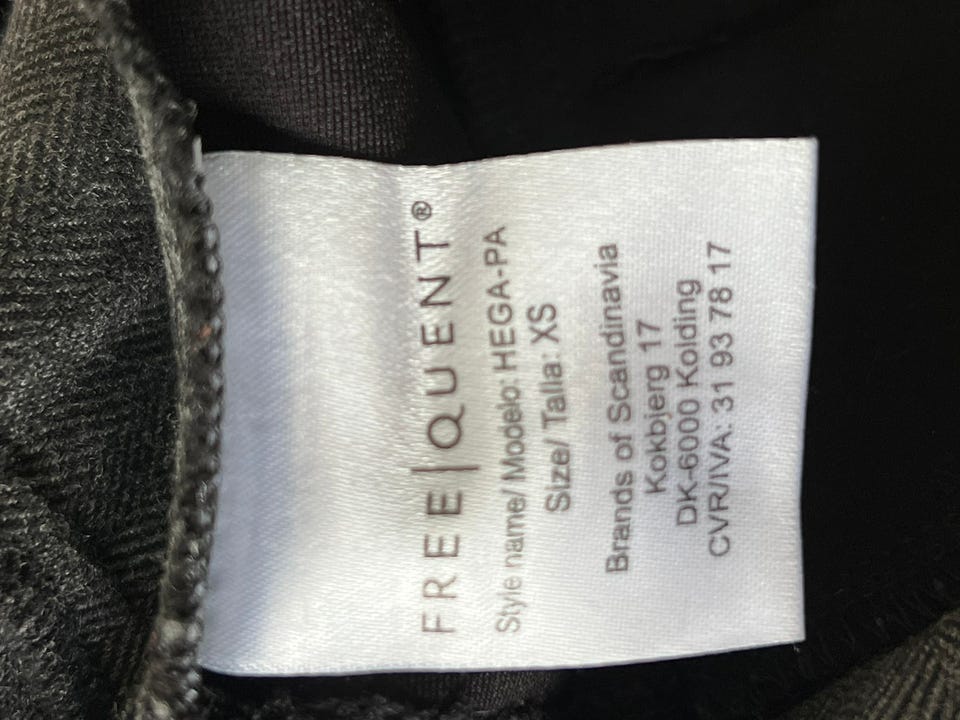 FREE|QUENT®
Style name/ Modelo: HEGA-PA
Size/ Talla: XS
Brands of Scandinavia
Kokbjerg 17
DK-6000 Kolding
CVR/IVA: 31 93 78 17